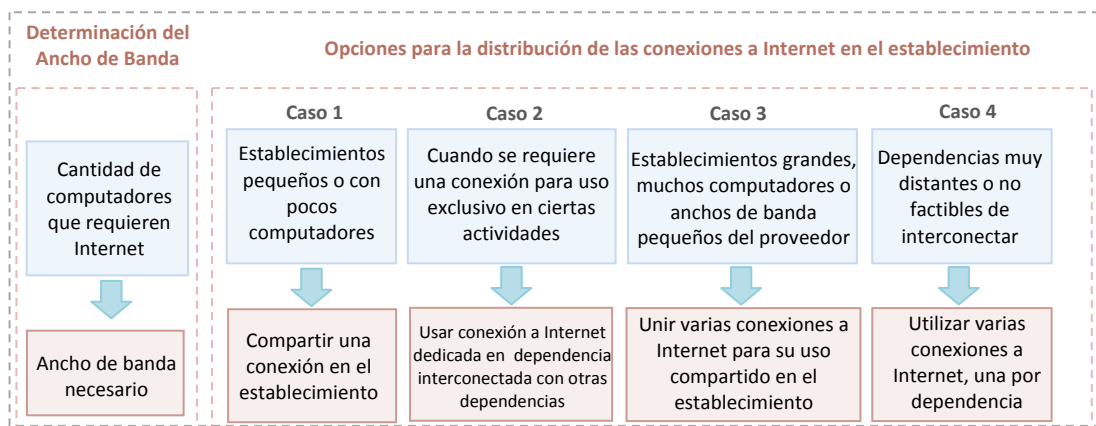 Determinación del
Ancho de Banda
Opciones para la distribución de las conexiones a Internet en el establecimiento
Cantidad de
computadores
que requieren
Internet
Ancho de banda
necesario
Caso 1
Establecimientos
pequeños o con
pocos
computadores
Compartir una
conexión en el
establecimiento
Caso 2
Cuando se requiere
una conexión para uso
exclusivo en ciertas
actividades
Usar conexión a Internet
dedicada en dependencia
interconectada con otras
dependencias
Caso 3
Establecimientos grandes,
muchos computadores o
anchos de banda
pequeños del proveedor
Unir varias conexiones a
Internet para su uso
compartido en el
establecimiento
Caso 4
Dependencias muy
distantes o no
factibles de
interconectar
Utilizar varias
conexiones a
Internet, una por
dependencia